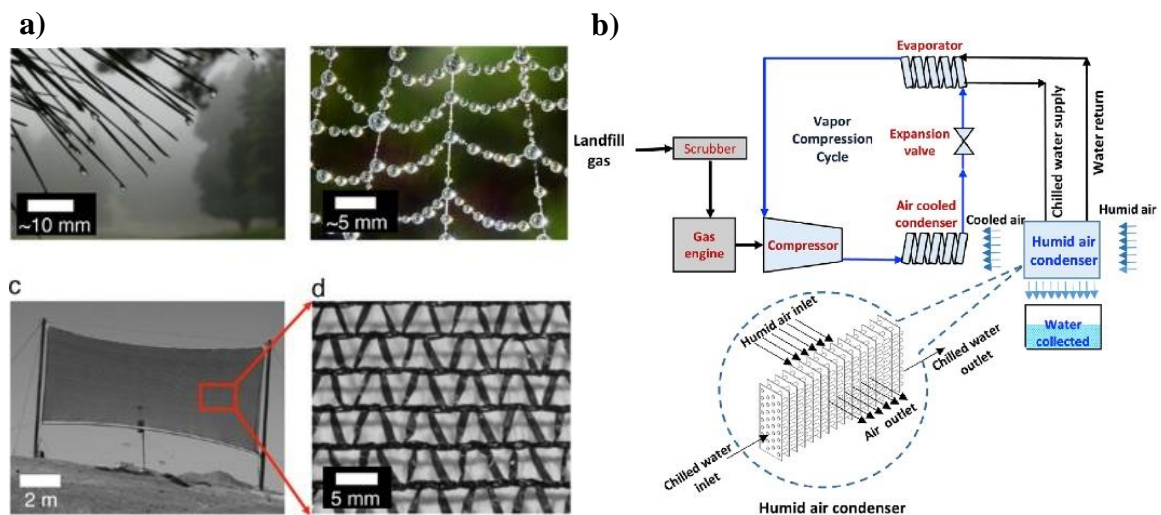 a)
~10 mm
~5 mm
c
2 m
d
5 mm
b)
Evaporator
Vapor
Compression
Cycle
Expansion
valve
Chilled water supply
Water return
Landfill
gas
Scrubber
Gas
engine
Compressor
Air cooled
condenser
Cooled air
Humid air
Humid air
condenser
Water
collected
Humid air inlet
Chilled water
outlet
Air outlet
Chilled water
inlet
Humid air condenser